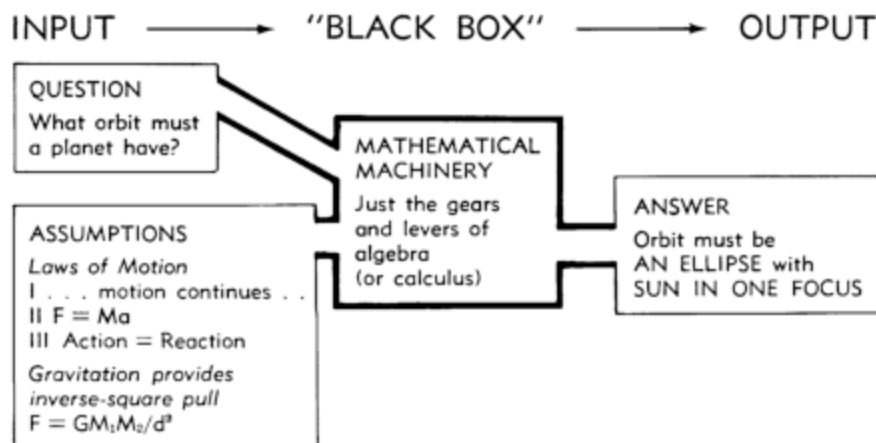 INPUT → "BLACK BOX" → OUTPUT
QUESTION
What orbit must
a planet have?
ASSUMPTIONS
Laws of Motion
I . . . motion continues . .
II F = Ma
III Action = Reaction
Gravitation provides
inverse-square pull
F = GM₁M₂/d²
MATHEMATICAL
MACHINERY
Just the gears
and levers of
algebra
(or calculus)
ANSWER
Orbit must be
AN ELLIPSE with
SUN IN ONE FOCUS